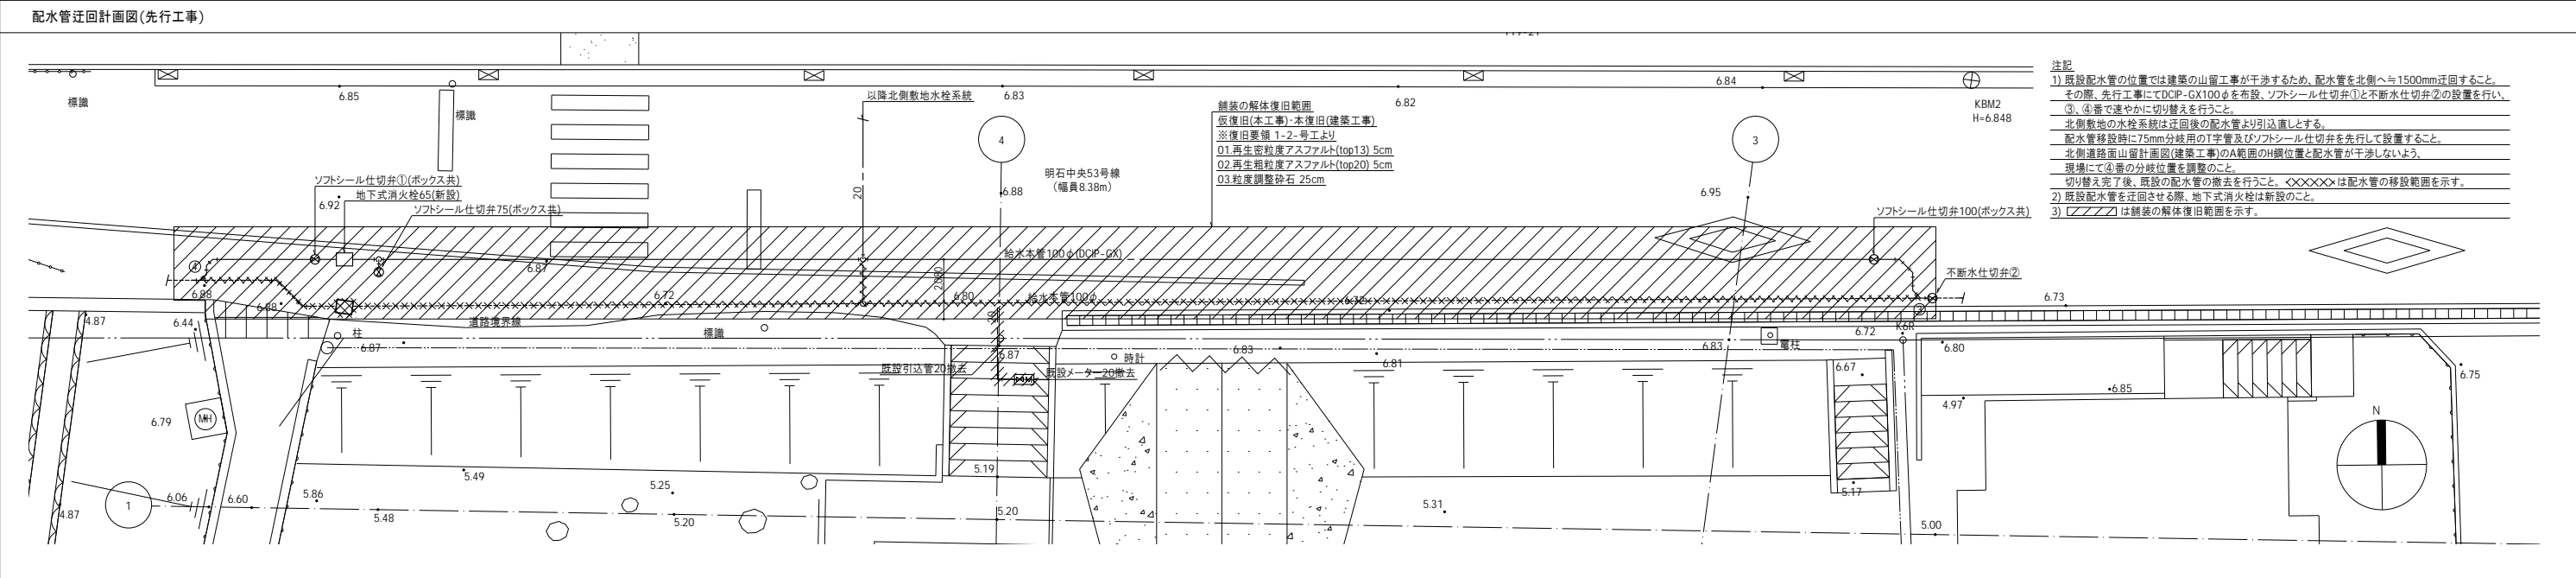 配水管迂回計画図(先行工事)
注記
1) 既設配水管の位置では建築の山留工事が干渉するため、配水管を北側へ≒1500mm迂回すること。
その際、先行工事にてDCIP-GX100φを布設、ソフトシール仕切弁①と不断水仕切弁②の設置を行い、
③、④番で速やかに切り替えを行うこと。
北側敷地の水栓系統は迂回後の配水管より引込直しとする。
配水管移設時に75mm分岐用のT字管及びソフトシール仕切弁を先行して設置すること。
北側道路面山留計画図(建築工事)のA範囲のH鋼位置と配水管が干渉しないよう、
現場にて④番の分岐位置を調整のこと。
切り替え完了後、既設の配水管の撤去を行うこと。 は配水管の移設範囲を示す。
2) 既設配水管を迂回させる際、地下式消火栓は新設のこと。
3) は舗装の解体復旧範囲を示す。
標識
6.85
標識
以降北側敷地水栓系統
6.83
6.82
6.84
KBM2
H=6.848
舗装の解体復旧範囲
仮復旧(本工事)・本復旧(建築工事)
※復旧要領 1-2-号工より
01.再生密粒度アスファルト(top13) 5cm
02.再生粗粒度アスファルト(top20) 5cm
03.粒度調整砕石 25cm
4
3
明石中央53号線
(幅員8.38m)
6.88
6.95
20
ソフトシール仕切弁①(ボックス共)
地下式消火栓65(新設)
6.92
ソフトシール仕切弁75(ボックス共)
ソフトシール仕切弁100(ボックス共)
給水本管100φ(DCIP-GX)
④
6.87
不断水仕切弁②
6.88
6.88
6.72
6.80
給水本管100φ
6.72
6.73
4.87
6.44
道路境界線
柱
標識
20
6.87
6.87
時計
6.83
6.81
6.83
電柱
6.72
K6R
6.80
既設引込管20撤去
既設メーター20撤去
6.67
6.85
6.75
4.97
6.79
MH
N
5.49
5.19
5.25
5.17
1
6.06
6.60
5.86
5.48
5.20
5.20
5.31
5.00
4.87